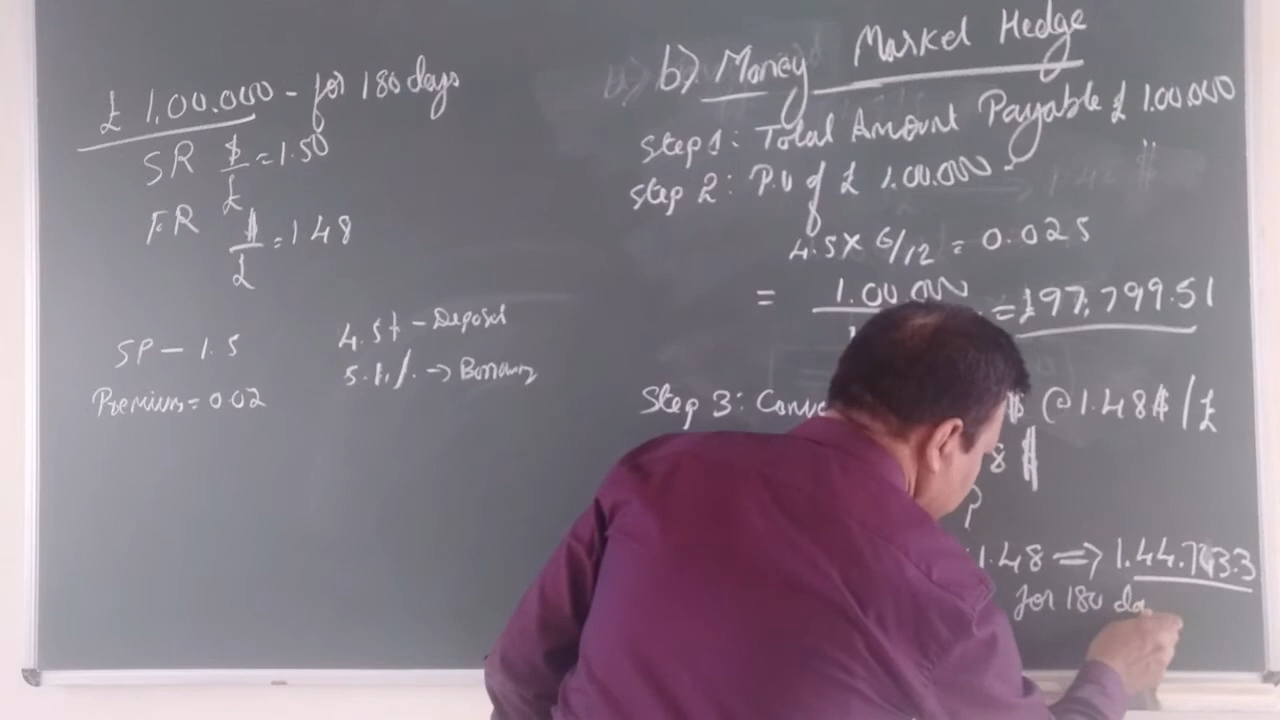 £ 1,00,000 - for 180 days
SR $/£ = 1.50
FR $/£ = 1.48
SP - 1.5
Premium = 0.02
4.5% - Deposit
5.1% → Borrowing
b) Money Market Hedge
Step 1: Total Amount Payable £ 1,00,000
Step 2: P.V of £ 1,00,000 -
4.5 x 6/12 = 0.025
= 1,00,000 = £97,799.51
Step 3: Conve $ @ 1.48 $ / £
8 $
?
1.48 ⇒ 1,44,743.3
for 180 da